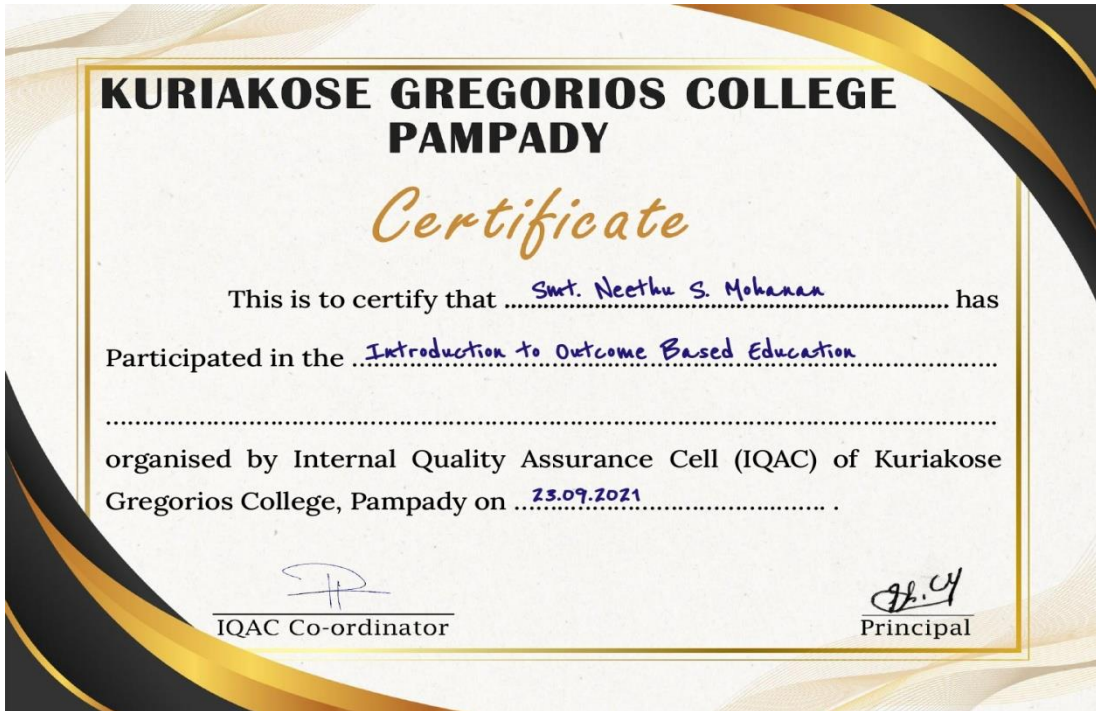 KURIAKOSE GREGORIOS COLLEGE
PAMPADY
Certificate
This is to certify that ..... Smt. Neethu S. Mohanan ..... has
Participated in the ..... Introduction to Outcome Based Education .....
.....
organised by Internal Quality Assurance Cell (IQAC) of Kuriakose
Gregorios College, Pampady on ..... 23.09.2021 ..... .
IQAC Co-ordinator
Principal